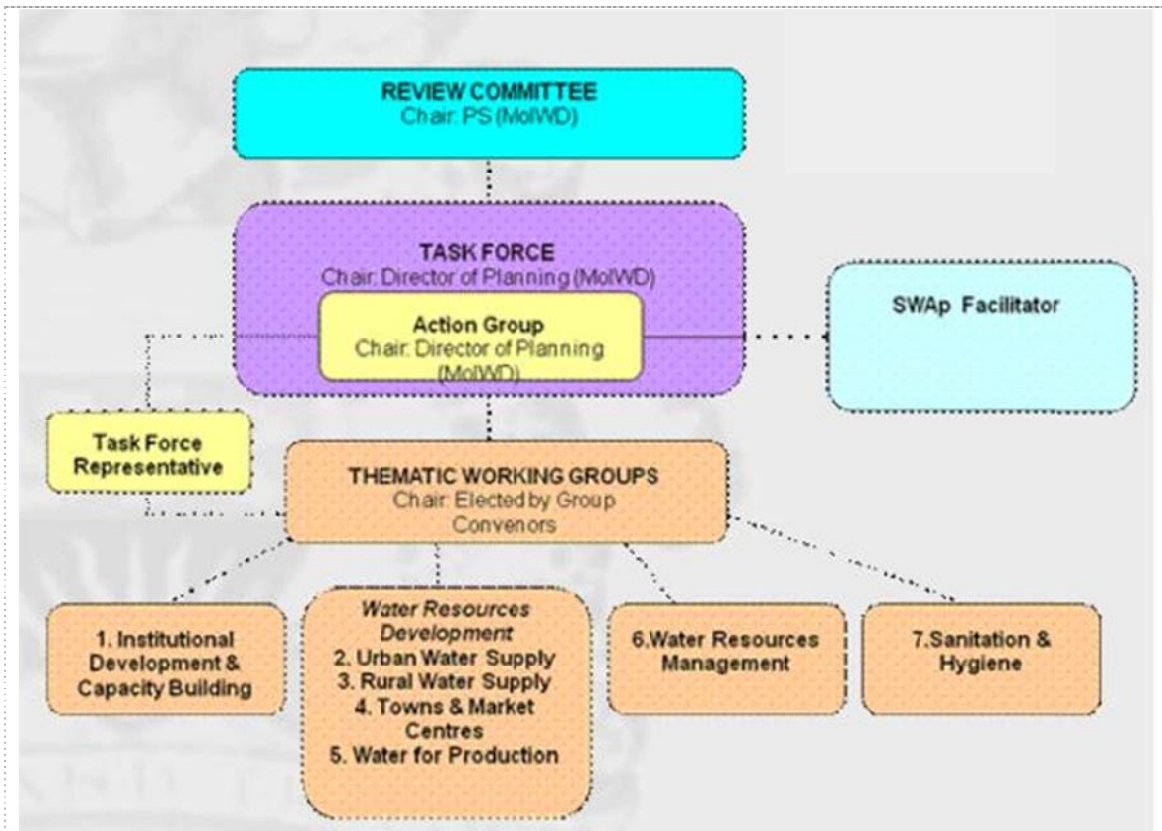 REVIEW COMMITTEE
Chair: PS (MoIWD)
TASK FORCE
Chair: Director of Planning (MoIWD)
Action Group
Chair: Director of Planning
(MoIWD)
SWAp Facilitator
Task Force
Representative
THEMATIC WORKING GROUPS
Chair: Elected by Group
Convenors
1. Institutional
Development &
Capacity Building
Water Resources
Development
2. Urban Water Supply
3. Rural Water Supply
4. Towns & Market
Centres
5. Water for Production
6.Water Resources
Management
7.Sanitation &
Hygiene